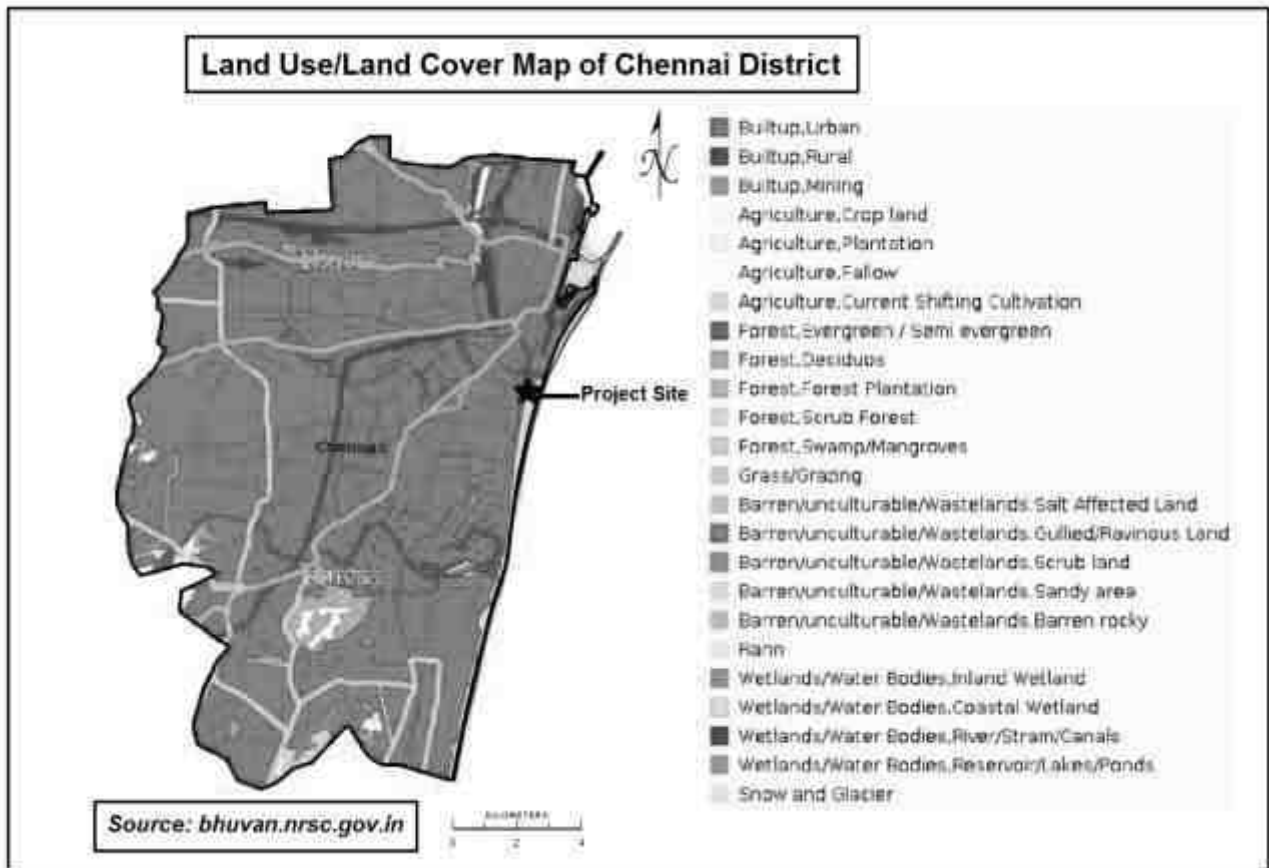 Land Use/Land Cover Map of Chennai District
N
Builtup,Urban
Builtup,Rural
Builtup,Mining
Agriculture,Crop land
Agriculture,Plantation
Agriculture,Fallow
Agriculture,Current Shifting Cultivation
Forest,Evergreen / Semi evergreen
Forest,Deciduos
Forest,Forest Plantation
Forest,Scrub Forest
Forest,Swamp/Mangroves
Grass/Grazing
Barren/unculturable/Wastelands,Salt Affected Land
Barren/unculturable/Wastelands,Gullied/Ravinous Land
Barren/unculturable/Wastelands,Scrub land
Barren/unculturable/Wastelands,Sandy area
Barren/unculturable/Wastelands,Barren rocky
Rann
Wetlands/Water Bodies,Inland Wetland
Wetlands/Water Bodies,Coastal Wetland
Wetlands/Water Bodies,River/Stram/Canals
Wetlands/Water Bodies,Reservoir/Lakes/Ponds
Snow and Glacier
Project Site
Chennai
Source: bhuvan.nrsc.gov.in
KILOMETERS
0 2 4